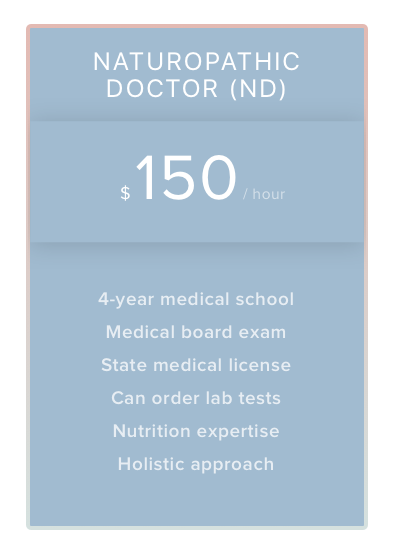 NATUROPATHIC
DOCTOR (ND)
$150 / hour
4-year medical school
Medical board exam
State medical license
Can order lab tests
Nutrition expertise
Holistic approach